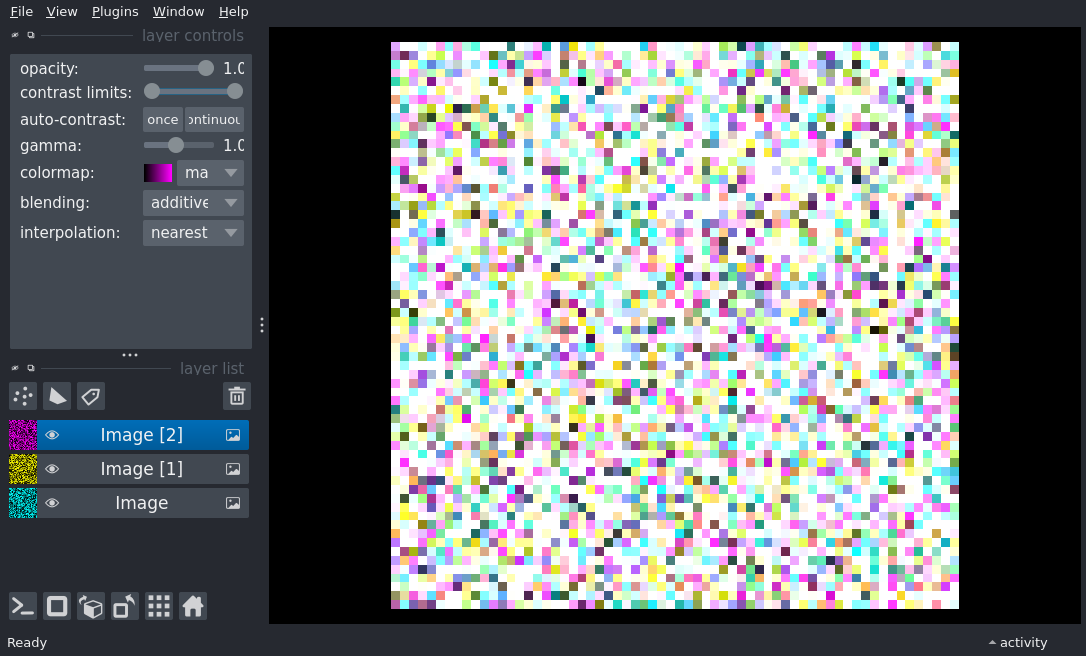 File View Plugins Window Help
layer controls
opacity: 1.0
contrast limits:
auto-contrast: once ontinuou
gamma: 1.0
colormap: ma
blending: additive
interpolation: nearest
layer list
Image [2]
Image [1]
Image
Ready activity